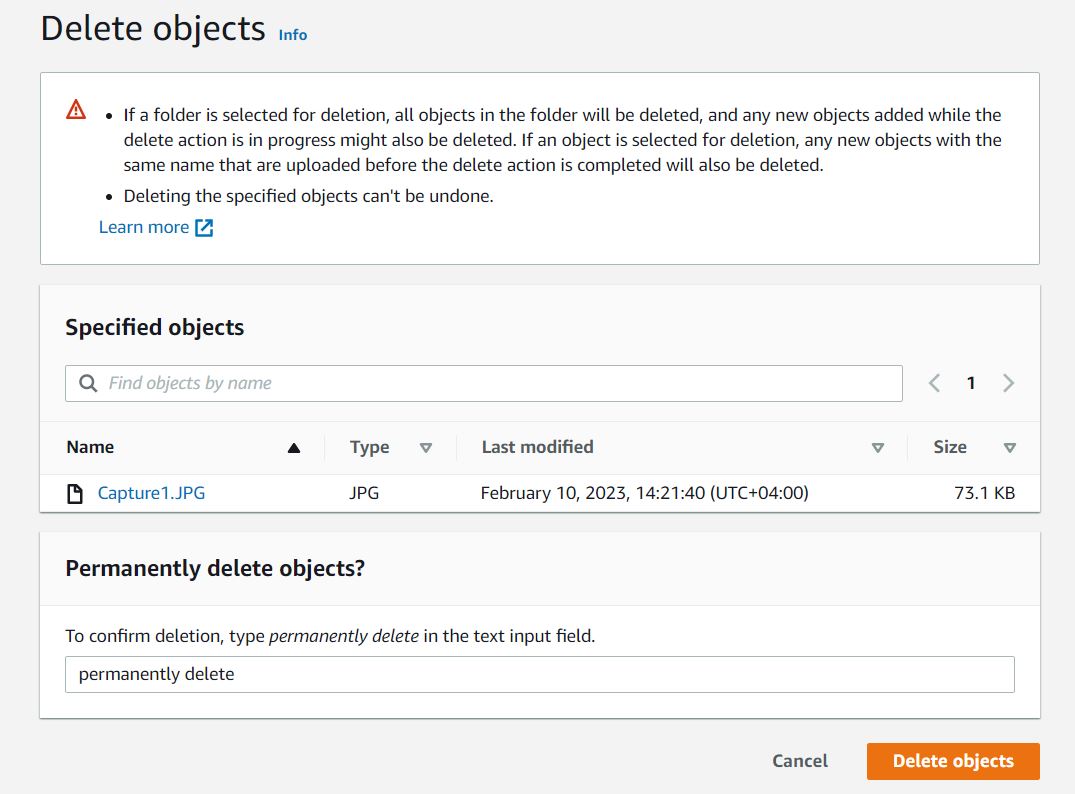 Delete objects Info
If a folder is selected for deletion, all objects in the folder will be deleted, and any new objects added while the
delete action is in progress might also be deleted. If an object is selected for deletion, any new objects with the
same name that are uploaded before the delete action is completed will also be deleted.
Deleting the specified objects can't be undone.
Learn more
Specified objects
Find objects by name 1
Name Type Last modified Size
Capture1.JPG JPG February 10, 2023, 14:21:40 (UTC+04:00) 73.1 KB
Permanently delete objects?
To confirm deletion, type permanently delete in the text input field.
permanently delete
Cancel Delete objects